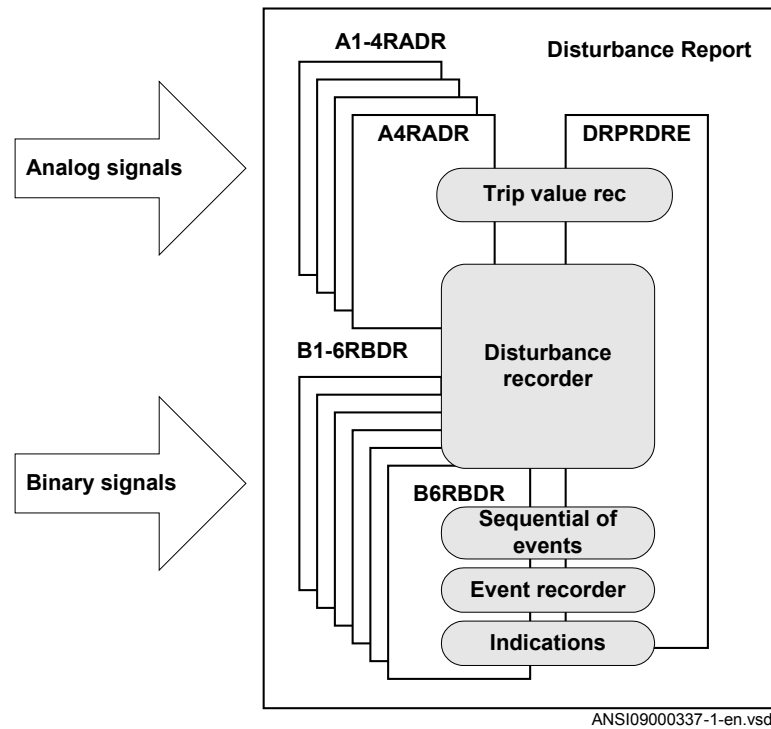 A1-4RADR
Disturbance Report
A4RADR
DRPRDRE
Analog signals
Trip value rec
B1-6RBDR
Disturbance
recorder
Binary signals
B6RBDR
Sequential of
events
Event recorder
Indications
ANSI09000337-1-en.vsd